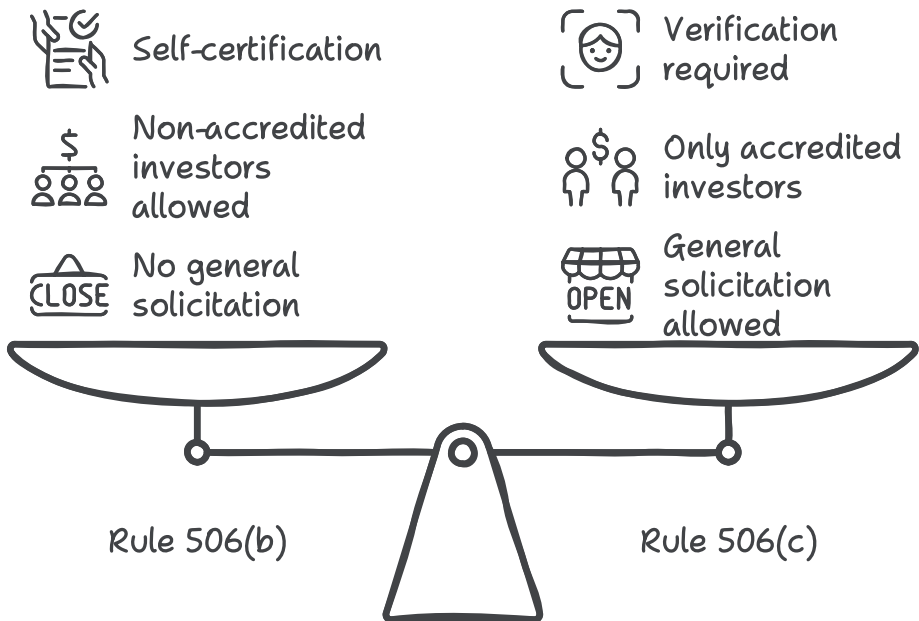 Self-certification
Non-accredited
investors
allowed
CLOSE
No general
solicitation
Verification
required
$
Only accredited
investors
$
General
solicitation
allowed
OPEN
Rule 506(b)
Rule 506(c)